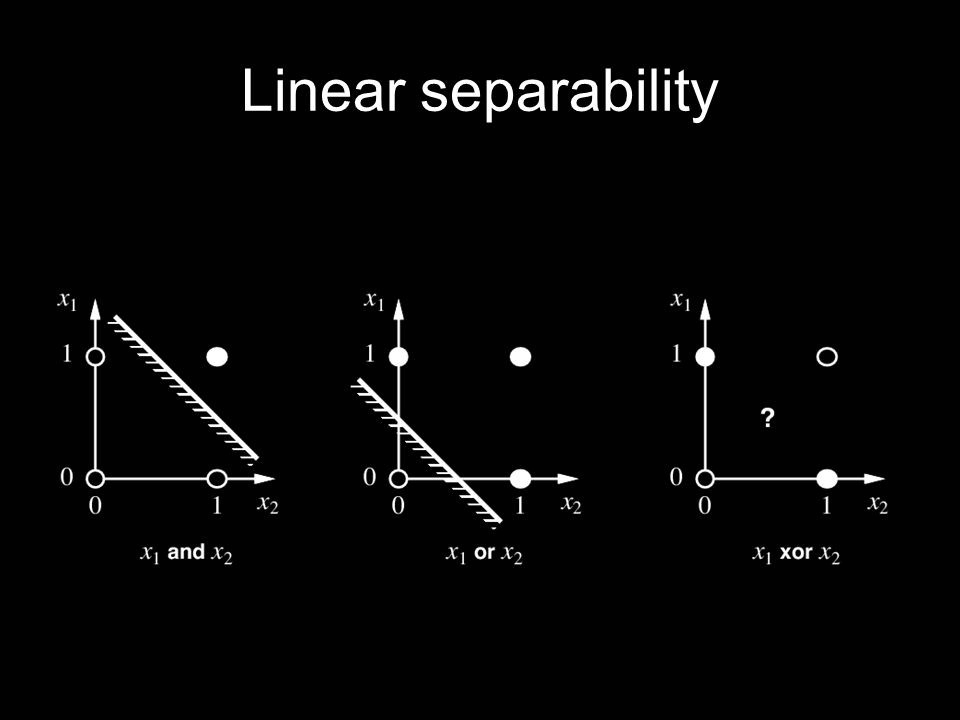 Linear separability
x1 x1 x1
1 1 1
?
0 0 0
0 1 x2 0 1 x2 0 1 x2
x1 and x2 x1 or x2 x1 xor x2